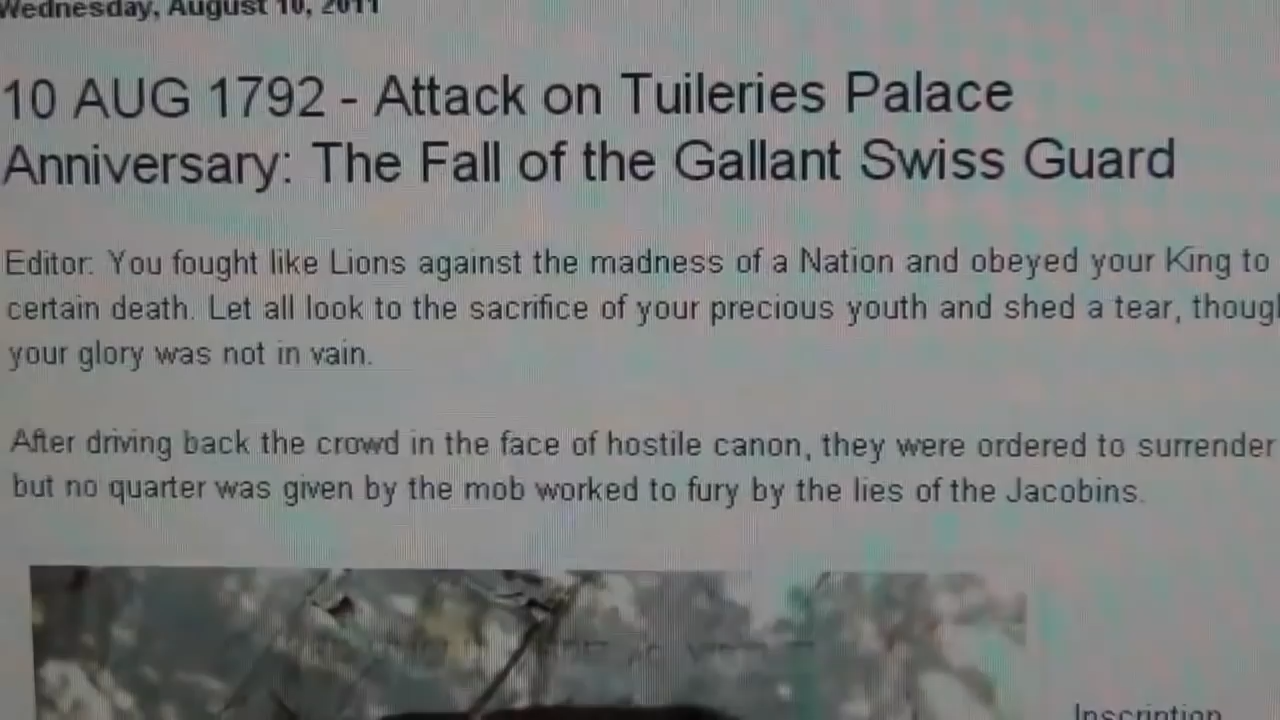 Wednesday, August 10, 2011
10 AUG 1792 - Attack on Tuileries Palace
Anniversary: The Fall of the Gallant Swiss Guard
Editor: You fought like Lions against the madness of a Nation and obeyed your King to
certain death. Let all look to the sacrifice of your precious youth and shed a tear, though
your glory was not in vain.
After driving back the crowd in the face of hostile canon, they were ordered to surrender
but no quarter was given by the mob worked to fury by the lies of the Jacobins.
Inscription